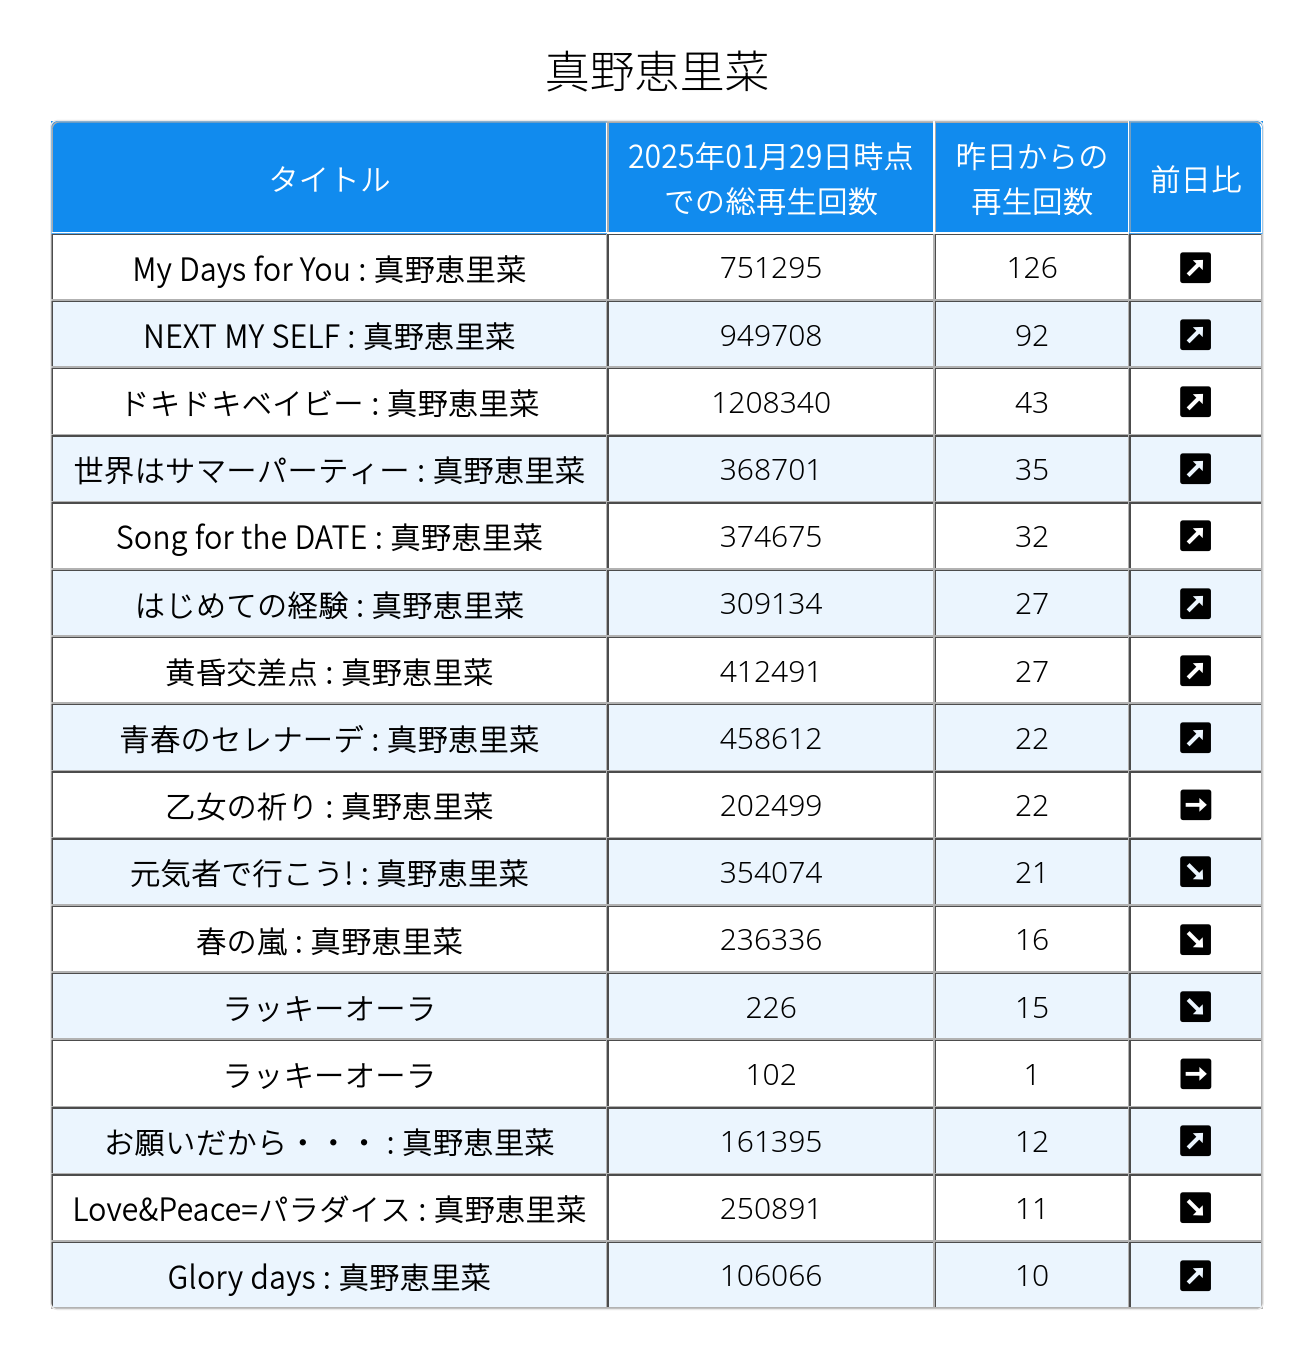 真野恵里菜
タイトル 2025年01月29日時点での総再生回数 昨日からの再生回数 前日比
My Days for You : 真野恵里菜 751295 126 ↗
NEXT MY SELF : 真野恵里菜 949708 92 ↗
ドキドキベイビー : 真野恵里菜 1208340 43 ↗
世界はサマーパーティー : 真野恵里菜 368701 35 ↗
Song for the DATE : 真野恵里菜 374675 32 ↗
はじめての経験 : 真野恵里菜 309134 27 ↗
黄昏交差点 : 真野恵里菜 412491 27 ↗
青春のセレナーデ : 真野恵里菜 458612 22 ↗
乙女の祈り : 真野恵里菜 202499 22 →
元気者で行こう! : 真野恵里菜 354074 21 ↘
春の嵐 : 真野恵里菜 236336 16 ↘
ラッキーオーラ 226 15 ↘
ラッキーオーラ 102 1 →
お願いだから・・・ : 真野恵里菜 161395 12 ↗
Love&Peace=パラダイス : 真野恵里菜 250891 11 ↘
Glory days : 真野恵里菜 106066 10 ↗